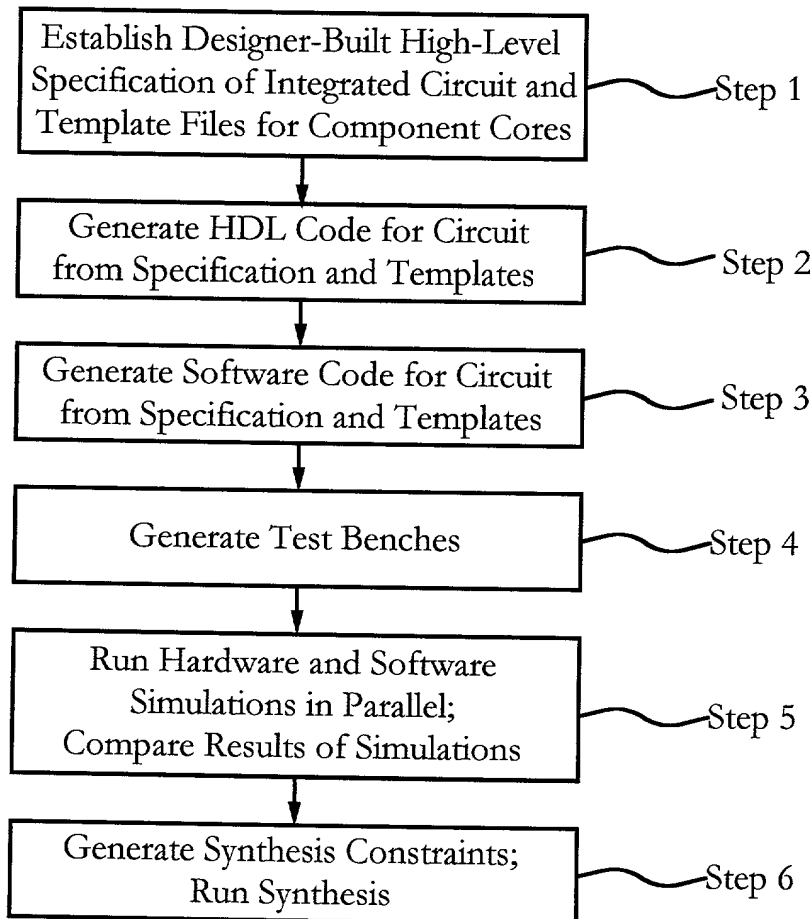 Establish Designer-Built High-Level
Specification of Integrated Circuit and
Template Files for Component Cores
Step 1
Generate HDL Code for Circuit
from Specification and Templates
Step 2
Generate Software Code for Circuit
from Specification and Templates
Step 3
Generate Test Benches
Step 4
Run Hardware and Software
Simulations in Parallel;
Compare Results of Simulations
Step 5
Generate Synthesis Constraints;
Run Synthesis
Step 6